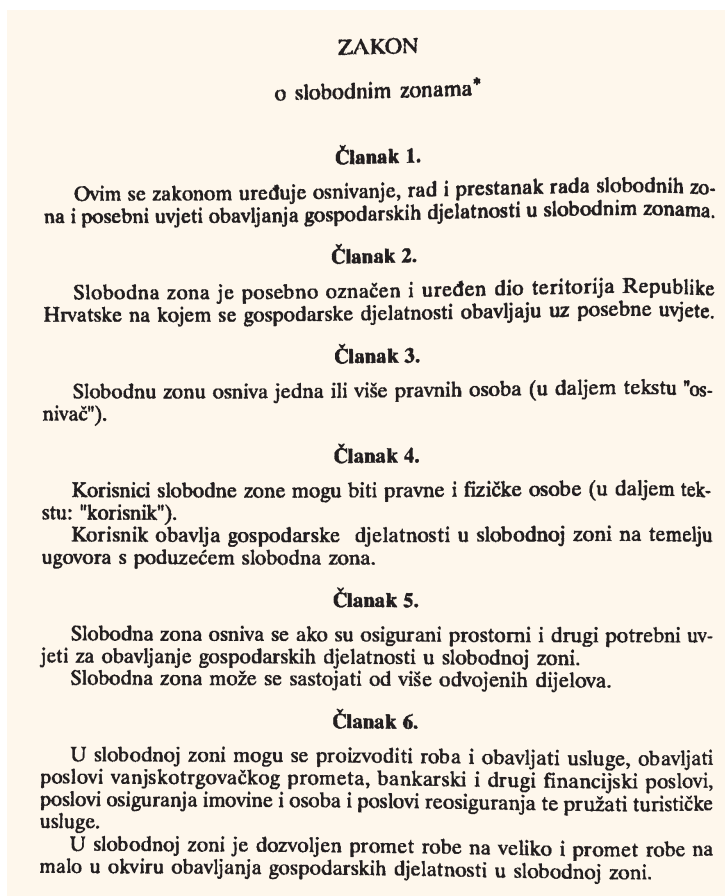 ZAKON
o slobodnim zonama*
Članak 1.
Ovim se zakonom uređuje osnivanje, rad i prestanak rada slobodnih zo-
na i posebni uvjeti obavljanja gospodarskih djelatnosti u slobodnim zonama.
Članak 2.
Slobodna zona je posebno označen i uređen dio teritorija Republike
Hrvatske na kojem se gospodarske djelatnosti obavljaju uz posebne uvjete.
Članak 3.
Slobodnu zonu osniva jedna ili više pravnih osoba (u daljem tekstu "os-
nivač").
Članak 4.
Korisnici slobodne zone mogu biti pravne i fizičke osobe (u daljem tek-
stu: "korisnik").
Korisnik obavlja gospodarske djelatnosti u slobodnoj zoni na temelju
ugovora s poduzećem slobodna zona.
Članak 5.
Slobodna zona osniva se ako su osigurani prostorni i drugi potrebni uv-
jeti za obavljanje gospodarskih djelatnosti u slobodnoj zoni.
Slobodna zona može se sastojati od više odvojenih dijelova.
Članak 6.
U slobodnoj zoni mogu se proizvoditi roba i obavljati usluge, obavljati
poslovi vanjskotrgovačkog prometa, bankarski i drugi financijski poslovi,
poslovi osiguranja imovine i osoba i poslovi reosiguranja te pružati turističke
usluge.
U slobodnoj zoni je dozvoljen promet robe na veliko i promet robe na
malo u okviru obavljanja gospodarskih djelatnosti u slobodnoj zoni.